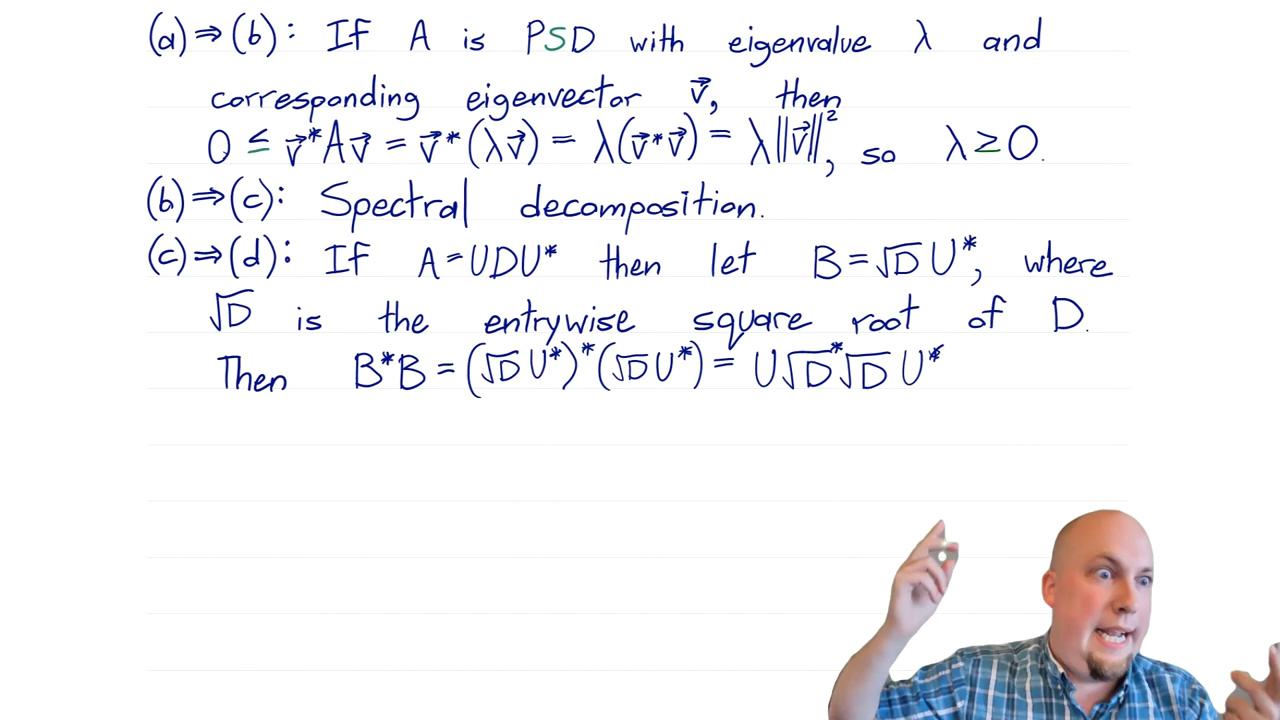 (a)⇒(b): If A is PSD with eigenvalue λ and
corresponding eigenvector v⃗, then
0 ≤ v⃗*Av⃗ = v⃗*(λv⃗) = λ(v⃗*v⃗) = λ||v⃗||², so λ ≥ 0.
(b)⇒(c): Spectral decomposition.
(c)⇒(d): If A = UDU* then let B = √D U*, where
√D is the entrywise square root of D.
Then B*B = (√D U*)*(√D U*) = U√D*√D U*